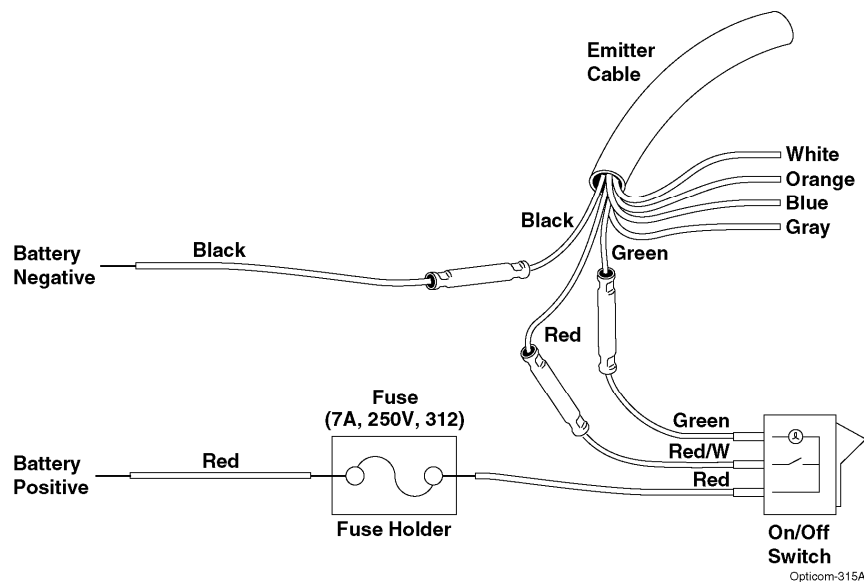 Emitter
Cable
White
Orange
Blue
Gray
Black
Green
Black
Battery
Negative
Red
Fuse
(7A, 250V, 312)
Green
Red/W
Red
Battery
Positive
Red
Fuse Holder
On/Off
Switch
Opticom-315A